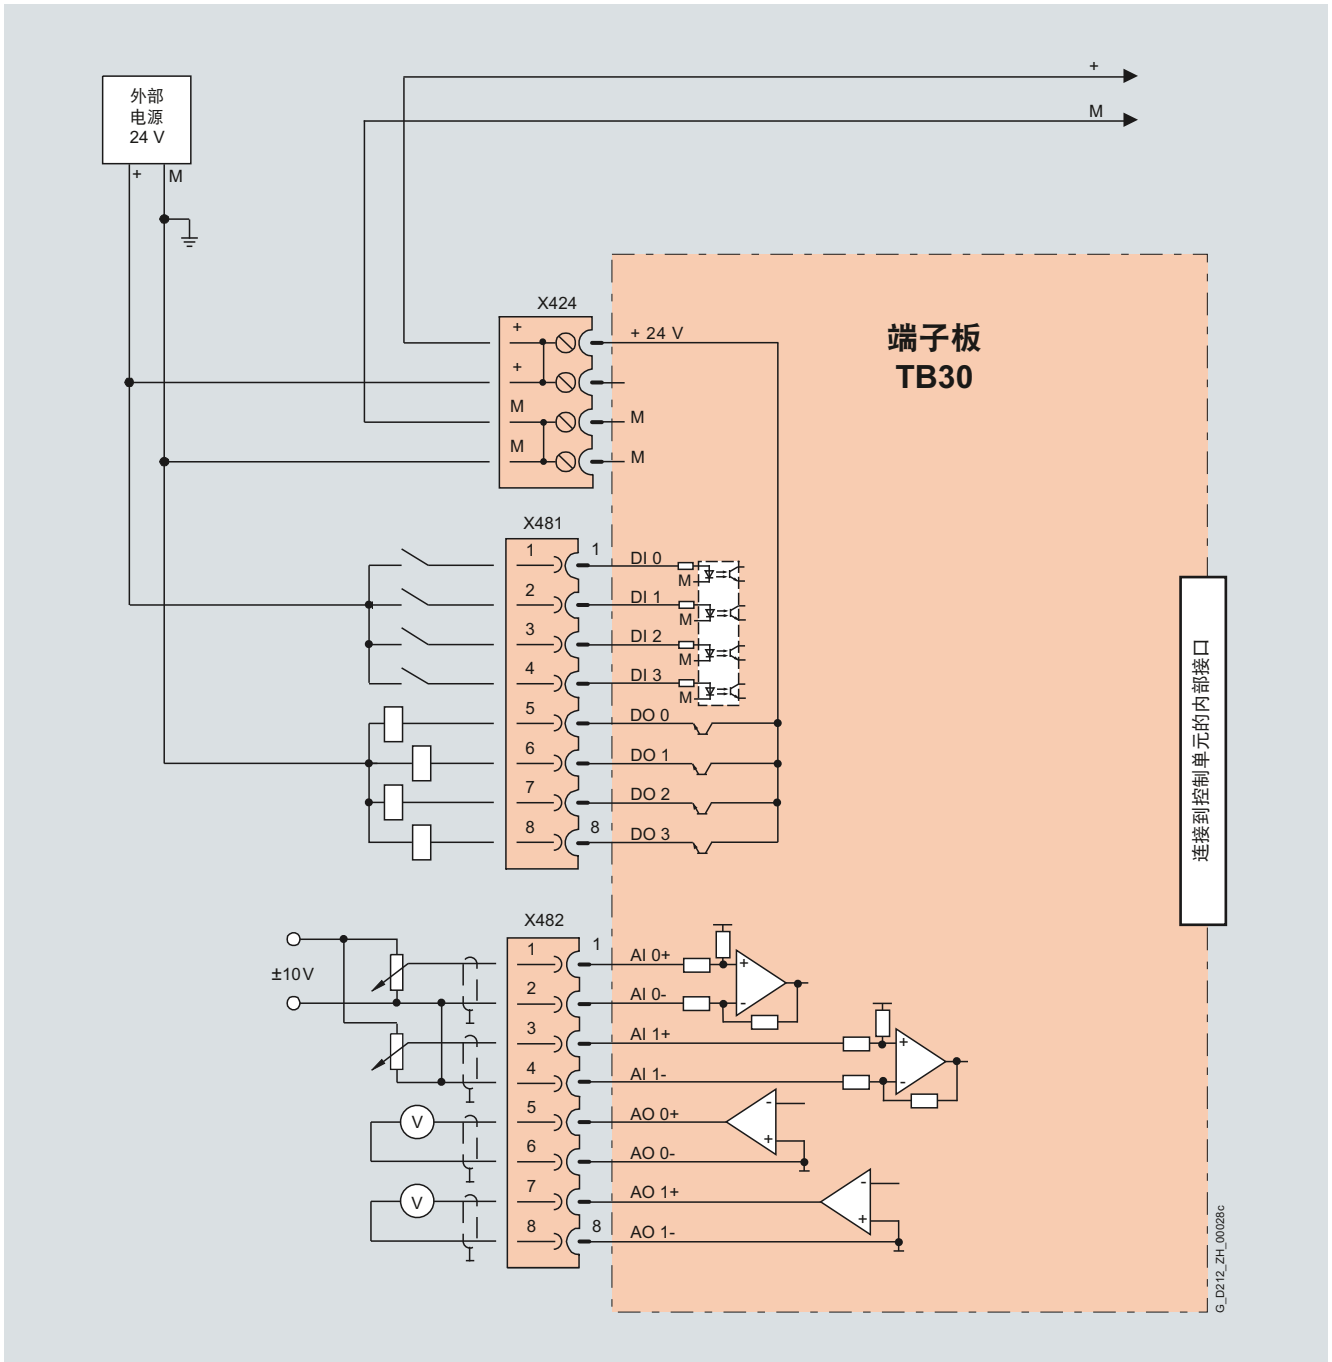 +
M
外部
电源
24 V
+
M
X424
+
+ 24 V
+
M
M
M
M
端子板
TB30
X481
1
1
DI 0
M
2
DI 1
M
3
DI 2
M
4
DI 3
M
5
DO 0
6
DO 1
7
DO 2
8
8
DO 3
连接到控制单元的内部接口
X482
±10 V
1
1
AI 0+
+
2
AI 0-
-
3
AI 1+
+
4
AI 1-
-
V
5
AO 0+
-
6
AO 0-
+
V
7
AO 1+
-
8
8
AO 1-
+
G_D212_ZH_00028c